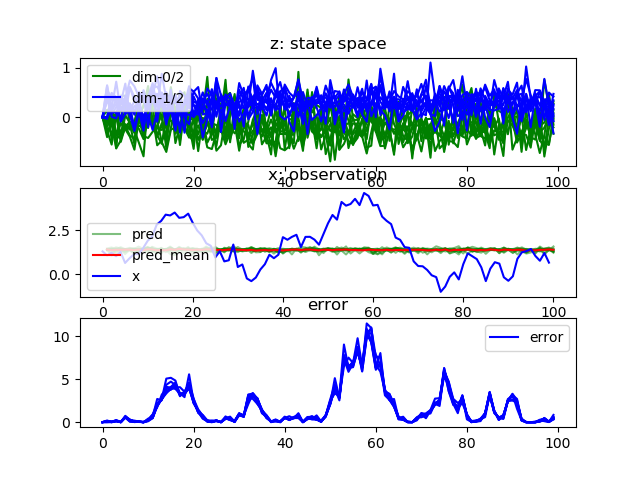 z: state space
1
0
dim-0/2
dim-1/2
0 20 40 60 80 100
x: observation
2.5
0.0
pred
pred_mean
x
0 20 40 60 80 100
error
10
5
0
error
0 20 40 60 80 100